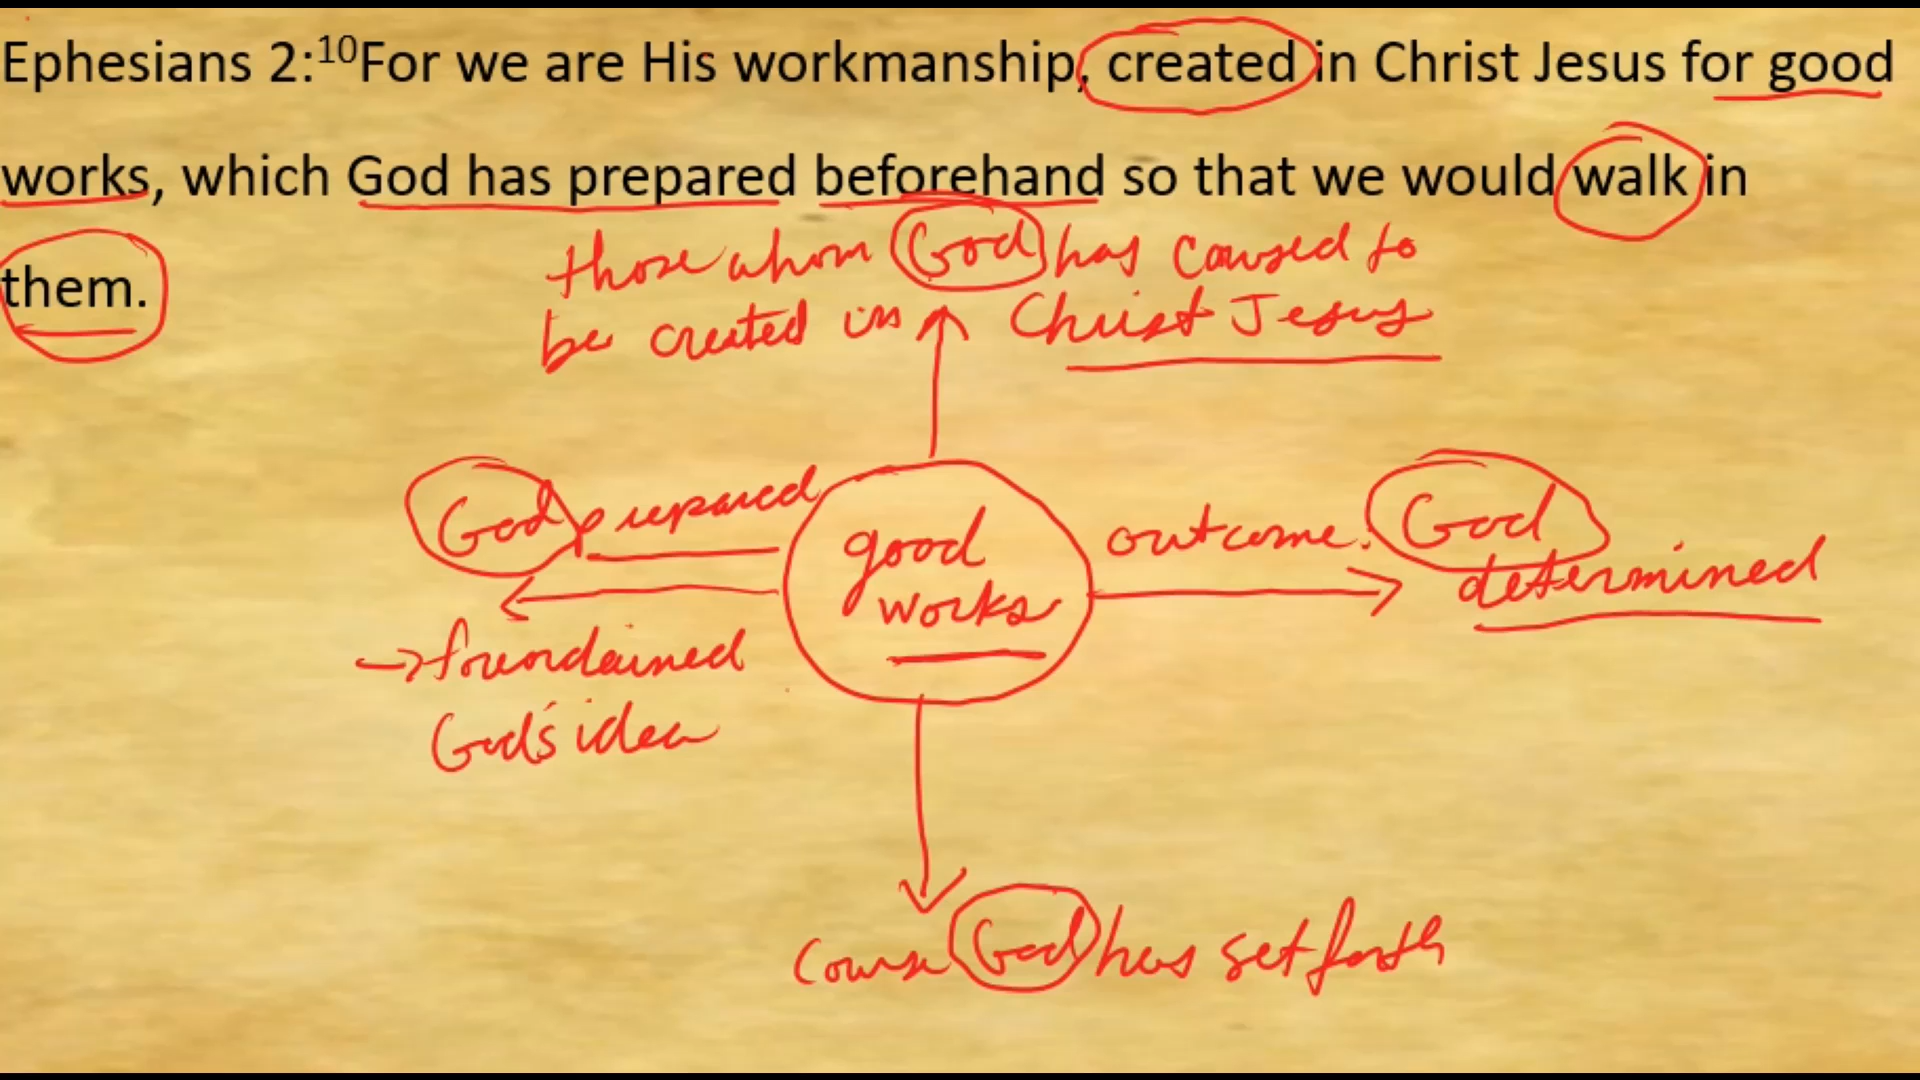 Ephesians 2:10For we are His workmanship, created in Christ Jesus for good
works, which God has prepared beforehand so that we would walk in
them.
those whom God has caused to
be created in Christ Jesus
God prepared
good
works
outcome: God
determined
→foreordained
God's idea
Course God has set forth